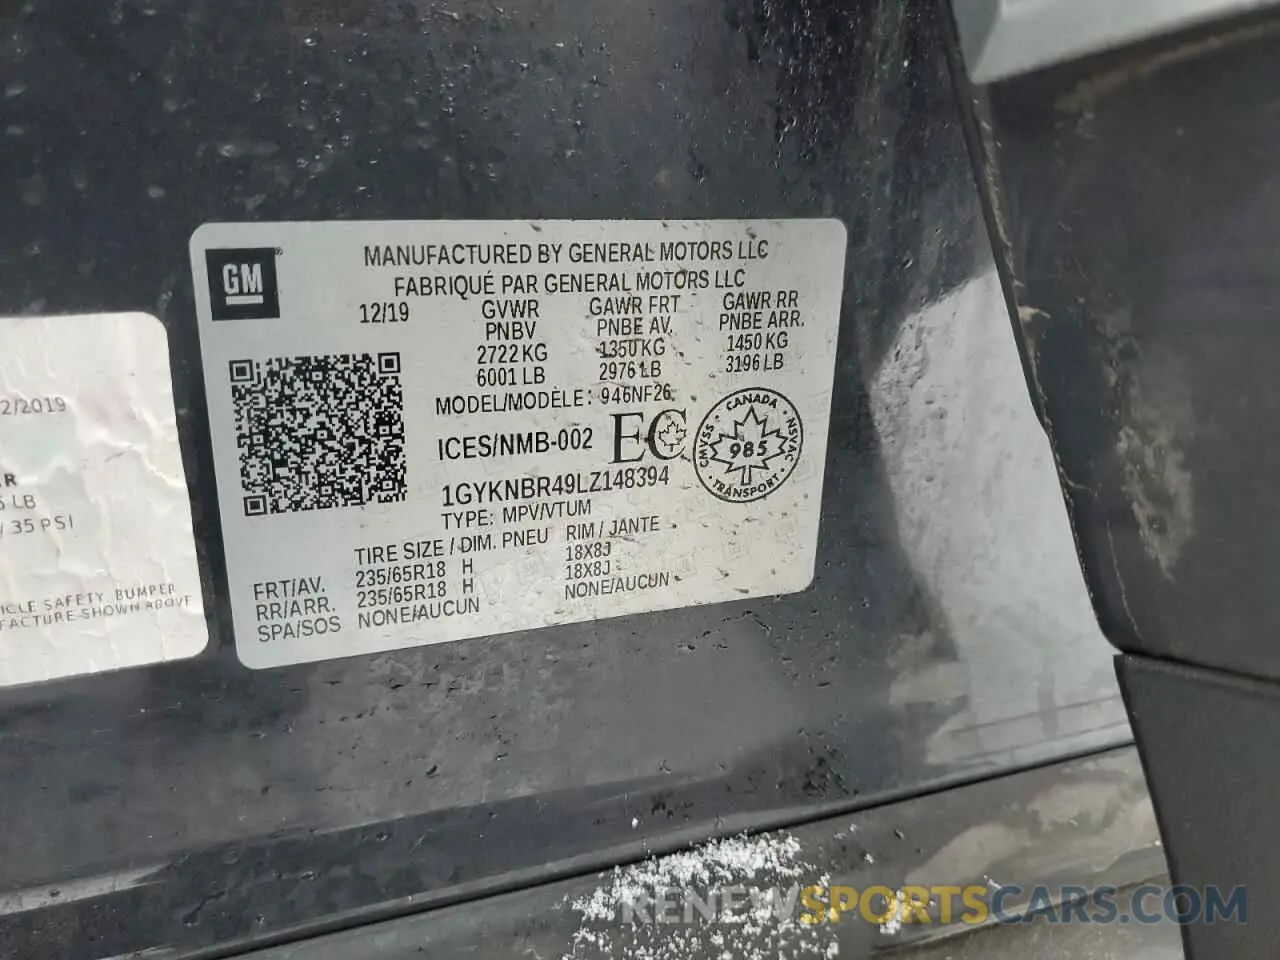 GM
MANUFACTURED BY GENERAL MOTORS LLC
FABRIQUÉ PAR GENERAL MOTORS LLC
12/19
GVWR GAWR FRT GAWR RR
PNBV PNBE AV. PNBE ARR.
2722 KG 1350 KG 1450 KG
6001 LB 2976 LB 3196 LB
MODEL/MODÈLE: 946NF26
ICES/NMB-002 EC
CANADA
CMVSS 985 NSVAC
TRANSPORT
1GYKNBR49LZ148394
TYPE: MPV/VTUM
TIRE SIZE / DIM. PNEU RIM / JANTE
FRT/AV. 235/65R18 H 18X8J
RR/ARR. 235/65R18 H 18X8J
SPA/SOS NONE/AUCUN NONE/AUCUN
2/2019
LB
/ 35 PSI
SAFETY, BUMPER
SHOWN ABOVE
RENEWSPORTSCARS.COM